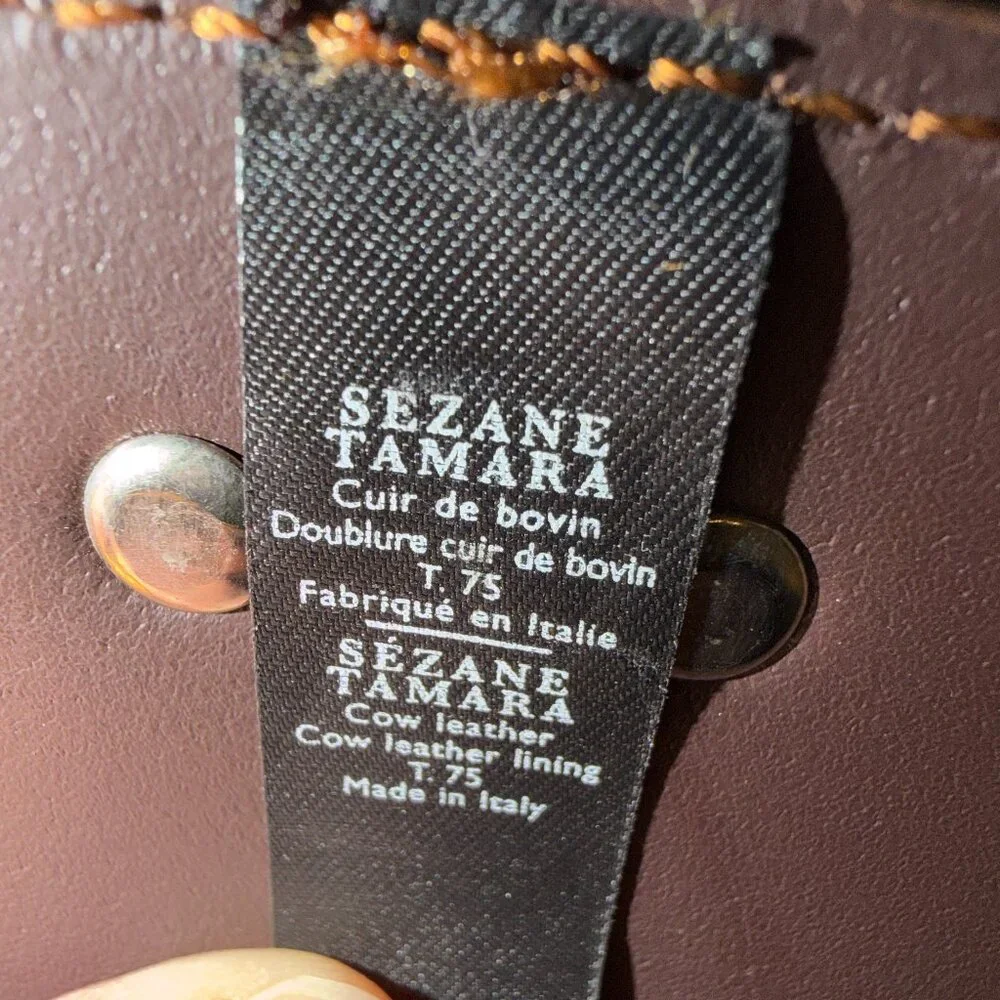 SEZANE
TAMARA
Cuir de bovin
Doublure cuir de bovin
T. 75
Fabriqué en Italie
SÉZANE
TAMARA
Cow leather
Cow leather lining
T. 75
Made in Italy